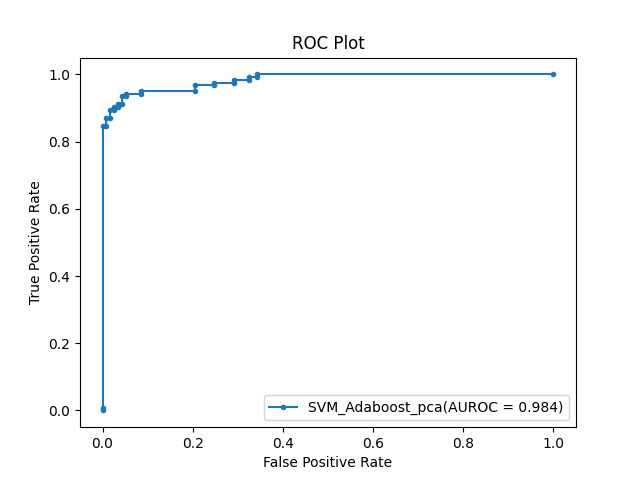 ROC Plot
True Positive Rate
1.0
0.8
0.6
0.4
0.2
0.0
SVM_Adaboost_pca(AUROC = 0.984)
0.0 0.2 0.4 0.6 0.8 1.0
False Positive Rate